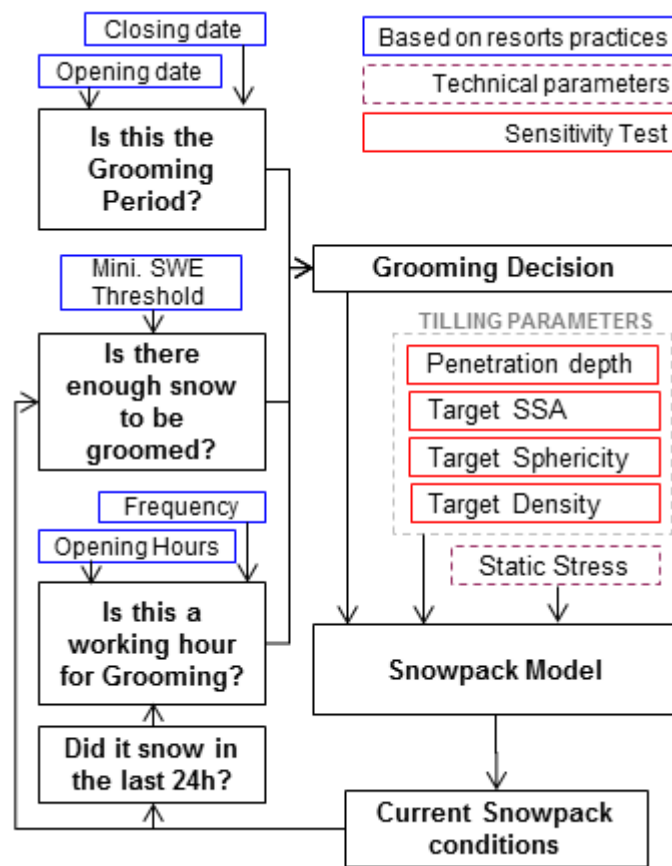 Closing date
Opening date
Is this the
Grooming
Period?
Mini. SWE
Threshold
Is there
enough snow
to be
groomed?
Frequency
Opening Hours
Is this a
working hour
for Grooming?
Did it snow in
the last 24h?
Based on resorts practices
Technical parameters
Sensitivity Test
Grooming Decision
TILLING PARAMETERS
Penetration depth
Target SSA
Target Sphericity
Target Density
Static Stress
Snowpack Model
Current Snowpack
conditions